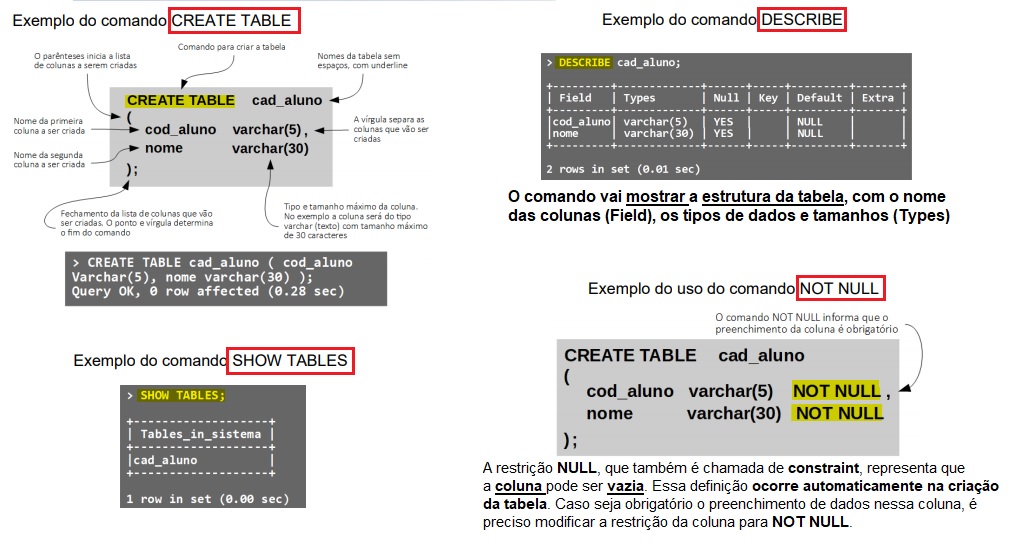 Exemplo do comando CREATE TABLE
Comando para criar a tabela
O parênteses inicia a lista
de colunas a serem criadas
Nomes da tabela sem
espaços, com underline
CREATE TABLE cad_aluno
(
Nome da primeira
coluna a ser criada
cod_aluno varchar(5) ,
A vírgula separa as
colunas que vão ser
criadas
Nome da segunda
coluna a ser criada
nome varchar(30)
);
Fechamento da lista de colunas que vão
ser criadas. O ponto e vírgula determina
o fim do comando
Tipo e tamanho máximo da coluna.
No exemplo a coluna será do tipo
varchar (texto) com tamanho máximo
de 30 caracteres
> CREATE TABLE cad_aluno ( cod_aluno
Varchar(5), nome varchar(30) );
Query OK, 0 row affected (0.28 sec)
Exemplo do comando SHOW TABLES
> SHOW TABLES;
+-------------------+
| Tables_in_sistema |
+-------------------+
|cad_aluno |
+-------------------+
1 row in set (0.00 sec)
Exemplo do comando DESCRIBE
> DESCRIBE cad_aluno;
+--------+-------------+------+-----+---------+-------+
| Field | Types | Null | Key | Default | Extra |
+--------+-------------+------+-----+---------+-------+
|cod_aluno| varchar(5) | YES | | NULL | |
|nome | varchar(30) | YES | | NULL | |
+--------+-------------+------+-----+---------+-------+
2 rows in set (0.01 sec)
O comando vai mostrar a estrutura da tabela, com o nome
das colunas (Field), os tipos de dados e tamanhos (Types)
Exemplo do uso do comando NOT NULL
O comando NOT NULL informa que o
preenchimento da coluna é obrigatório
CREATE TABLE cad_aluno
(
cod_aluno varchar(5) NOT NULL ,
nome varchar(30) NOT NULL
);
A restrição NULL, que também é chamada de constraint, representa que
a coluna pode ser vazia. Essa definição ocorre automaticamente na criação
da tabela. Caso seja obrigatório o preenchimento de dados nessa coluna, é
preciso modificar a restrição da coluna para NOT NULL.